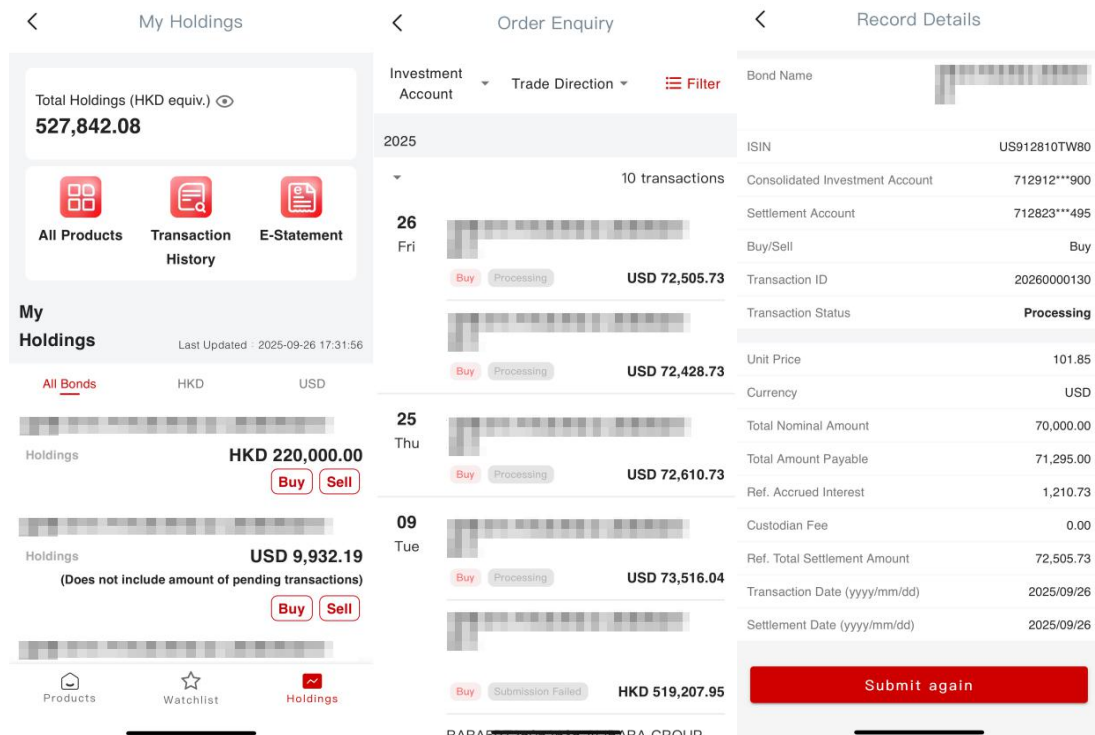 My Holdings
Total Holdings (HKD equiv.)
527,842.08
All Products
Transaction History
E-Statement
My Holdings
Last Updated : 2025-09-26 17:31:56
All Bonds HKD USD
Holdings HKD 220,000.00
Buy Sell
Holdings USD 9,932.19
(Does not include amount of pending transactions)
Buy Sell
Products Watchlist Holdings
Order Enquiry
Investment Account Trade Direction Filter
2025
10 transactions
26
Fri
Buy Processing USD 72,505.73
Buy Processing USD 72,428.73
25
Thu
Buy Processing USD 72,610.73
09
Tue
Buy Processing USD 73,516.04
Buy Submission Failed HKD 519,207.95
Record Details
Bond Name
ISIN US912810TW80
Consolidated Investment Account 712912***900
Settlement Account 712823***495
Buy/Sell Buy
Transaction ID 20260000130
Transaction Status Processing
Unit Price 101.85
Currency USD
Total Nominal Amount 70,000.00
Total Amount Payable 71,295.00
Ref. Accrued Interest 1,210.73
Custodian Fee 0.00
Ref. Total Settlement Amount 72,505.73
Transaction Date (yyyy/mm/dd) 2025/09/26
Settlement Date (yyyy/mm/dd) 2025/09/26
Submit again